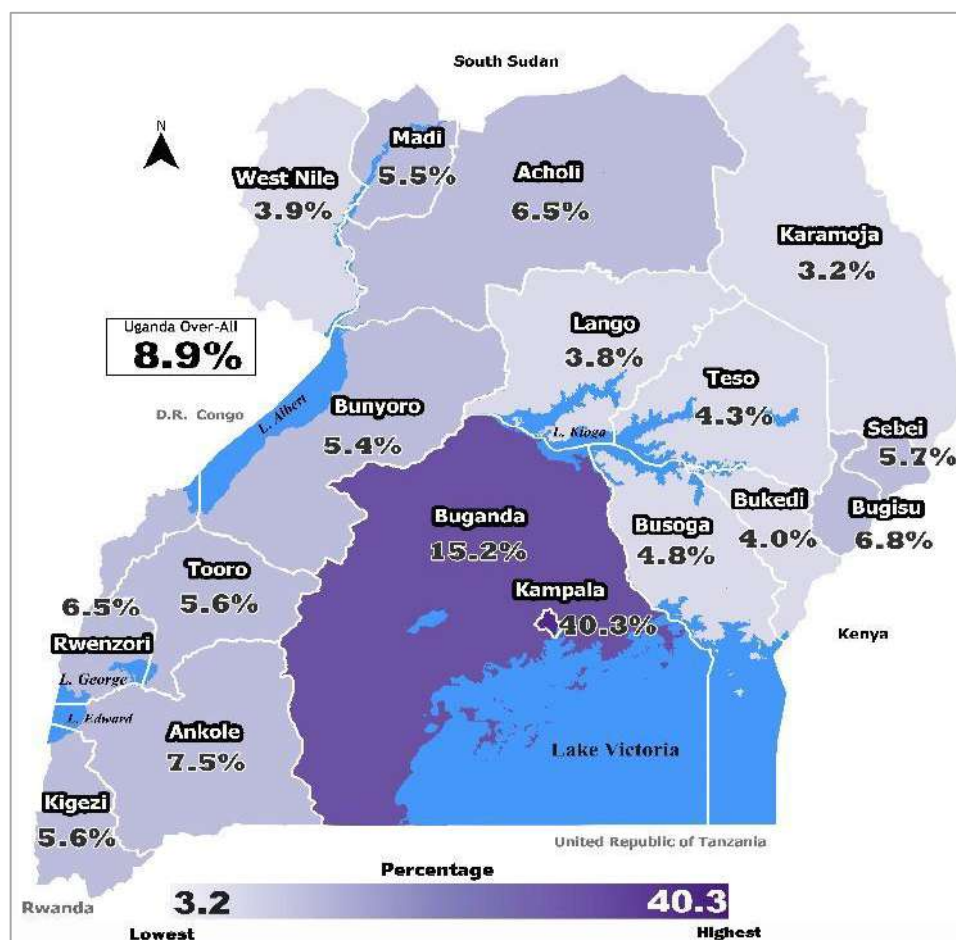 South Sudan
N
Madi
5.5%
West Nile
3.9%
Acholi
6.5%
Karamoja
3.2%
Uganda Over-All
8.9%
Lango
3.8%
Teso
4.3%
D.R. Congo
L. Albert
Bunyoro
5.4%
L. Kioga
Sebei
5.7%
Buganda
15.2%
Busoga
4.8%
Bukedi
4.0%
Bugisu
6.8%
Tooro
5.6%
Kampala
40.3%
6.5%
Rwenzori
Kenya
L. George
L. Edward
Ankole
7.5%
Lake Victoria
Kigezi
5.6%
United Republic of Tanzania
Percentage
3.2
40.3
Rwanda
Lowest
Highest